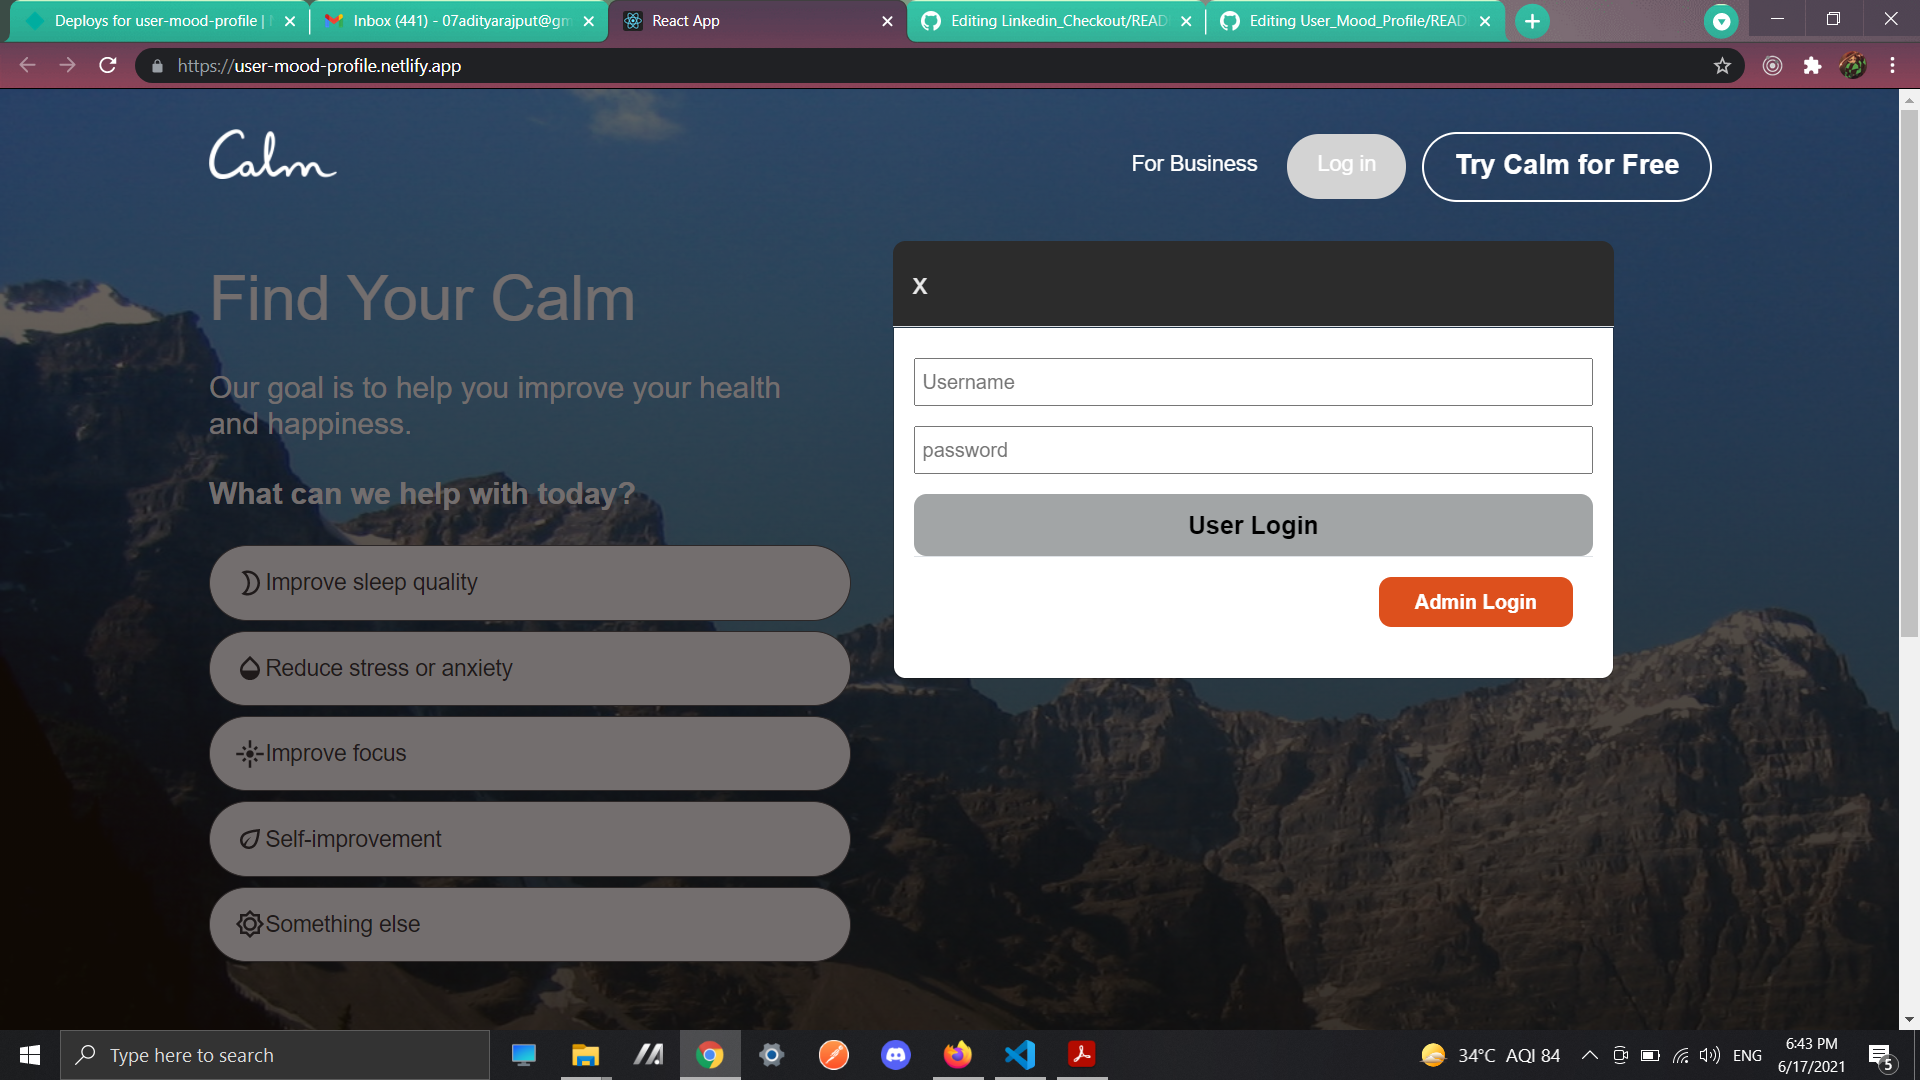 Deploys for user-mood-profile |
Inbox (441) - 07adityarajput@gm
React App
Editing Linkedin_Checkout/READ
Editing User_Mood_Profile/READ
https://user-mood-profile.netlify.app
Calm
For Business
Log in
Try Calm for Free
Find Your Calm
Our goal is to help you improve your health
and happiness.
What can we help with today?
Improve sleep quality
Reduce stress or anxiety
Improve focus
Self-improvement
Something else
X
Username
password
User Login
Admin Login
Type here to search
34°C AQI 84
ENG
6:43 PM
6/17/2021
5